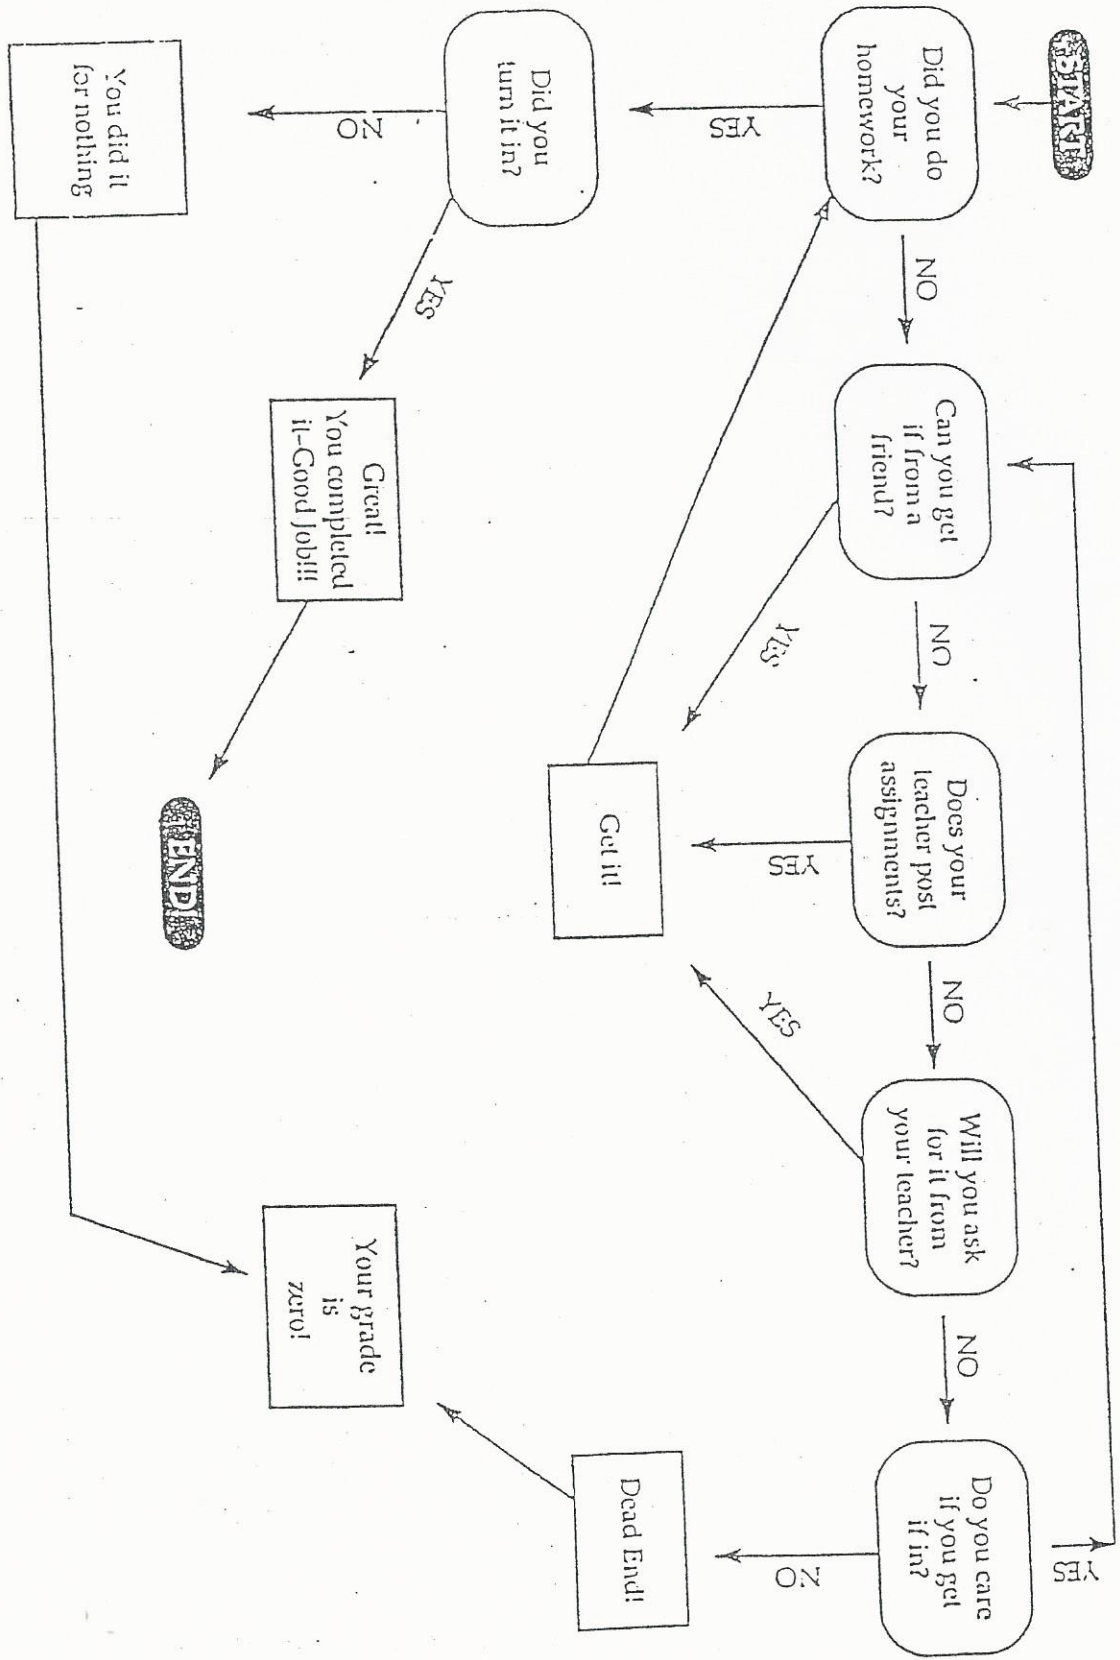 START
Did you do
your
homework?
NO
Can you get
if from a
friend?
NO
Does your
teacher post
assignments?
NO
Will you ask
for it from
your teacher?
NO
Do you care
if you get
if in?
YES
YES
YES
YES
YES
NO
Did you
turn it in?
YES
Get it!
Dead End!
NO
Great!
You completed
it-Good Job!!!
Your grade
is
zero!
You did it
for nothing
END